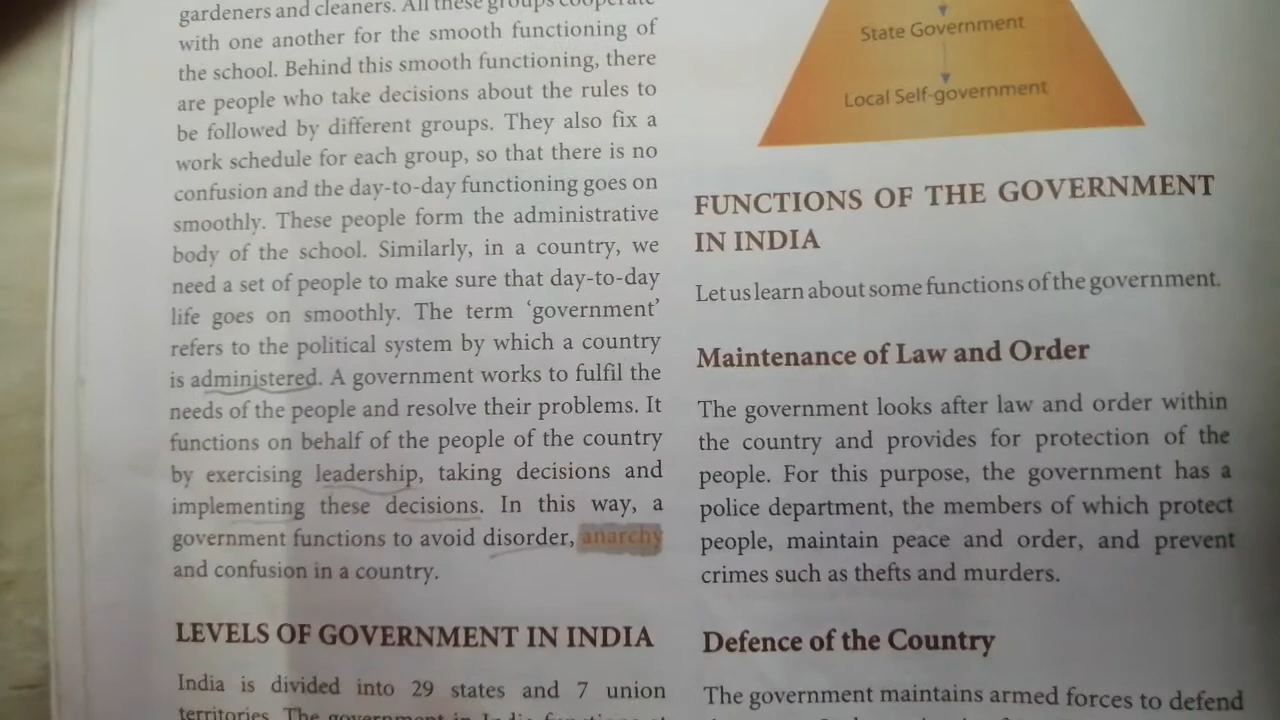 gardeners and cleaners. All these groups cooperate
with one another for the smooth functioning of
the school. Behind this smooth functioning, there
are people who take decisions about the rules to
be followed by different groups. They also fix a
work schedule for each group, so that there is no
confusion and the day-to-day functioning goes on
smoothly. These people form the administrative
body of the school. Similarly, in a country, we
need a set of people to make sure that day-to-day
life goes on smoothly. The term ‘government’
refers to the political system by which a country
is administered. A government works to fulfil the
needs of the people and resolve their problems. It
functions on behalf of the people of the country
by exercising leadership, taking decisions and
implementing these decisions. In this way, a
government functions to avoid disorder, anarchy
and confusion in a country.
LEVELS OF GOVERNMENT IN INDIA
India is divided into 29 states and 7 union
territories. The government in India functions at
State Government
Local Self-government
FUNCTIONS OF THE GOVERNMENT
IN INDIA
Let us learn about some functions of the government.
Maintenance of Law and Order
The government looks after law and order within
the country and provides for protection of the
people. For this purpose, the government has a
police department, the members of which protect
people, maintain peace and order, and prevent
crimes such as thefts and murders.
Defence of the Country
The government maintains armed forces to defend